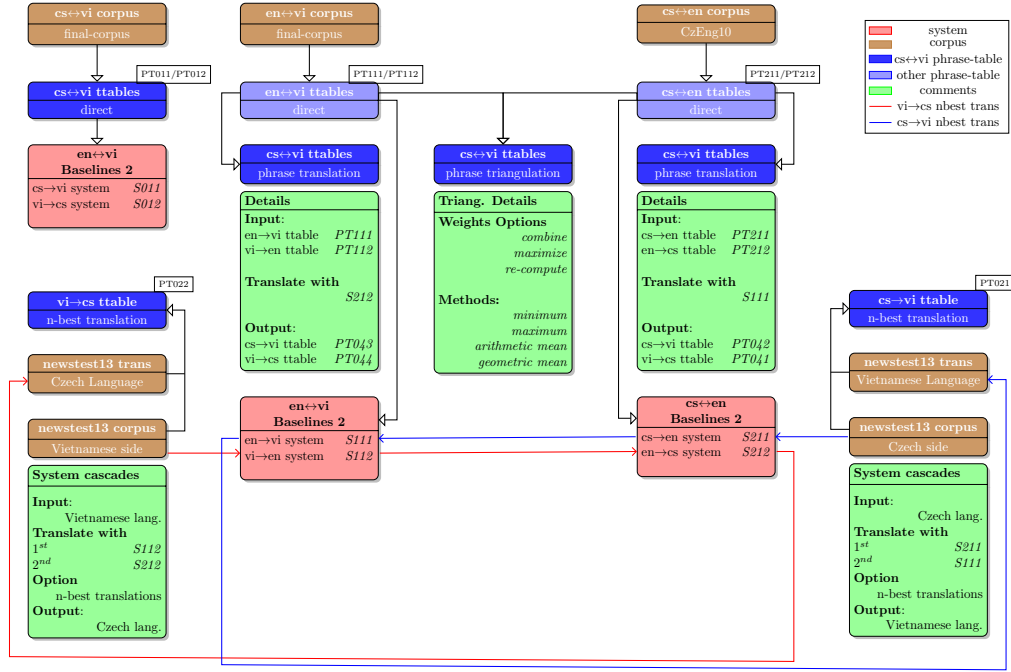 cs↔vi corpus
final-corpus
en↔vi corpus
final-corpus
cs↔en corpus
CzEng10
system
corpus
cs↔vi phrase-table
other phrase-table
comments
vi→cs nbest trans
cs→vi nbest trans
PT011/PT012
cs↔vi ttables
direct
PT111/PT112
en↔vi ttables
direct
PT211/PT212
cs↔en ttables
direct
en↔vi
Baselines 2
cs→vi system S011
vi→cs system S012
cs↔vi ttables
phrase translation
cs↔vi ttables
phrase triangulation
cs↔vi ttables
phrase translation
Details
Input:
en→vi ttable PT111
vi→en ttable PT112
Translate with
S212
Output:
cs→vi ttable PT043
vi→cs ttable PT044
Triang. Details
Weights Options
combine
maximize
re-compute
Methods:
minimum
maximum
arithmetic mean
geometric mean
Details
Input:
cs→en ttable PT211
en→cs ttable PT212
Translate with
S111
Output:
cs→vi ttable PT042
vi→cs ttable PT041
PT022
vi→cs ttable
n-best translation
newstest13 trans
Czech Language
newstest13 corpus
Vietnamese side
System cascades
Input:
Vietnamese lang.
Translate with
1st S112
2nd S212
Option
n-best translations
Output:
Czech lang.
en↔vi
Baselines 2
en→vi system S111
vi→en system S112
cs↔en
Baselines 2
cs→en system S211
en→cs system S212
PT021
cs→vi ttable
n-best translation
newstest13 trans
Vietnamese Language
newstest13 corpus
Czech side
System cascades
Input:
Czech lang.
Translate with
1st S211
2nd S111
Option
n-best translations
Output:
Vietnamese lang.